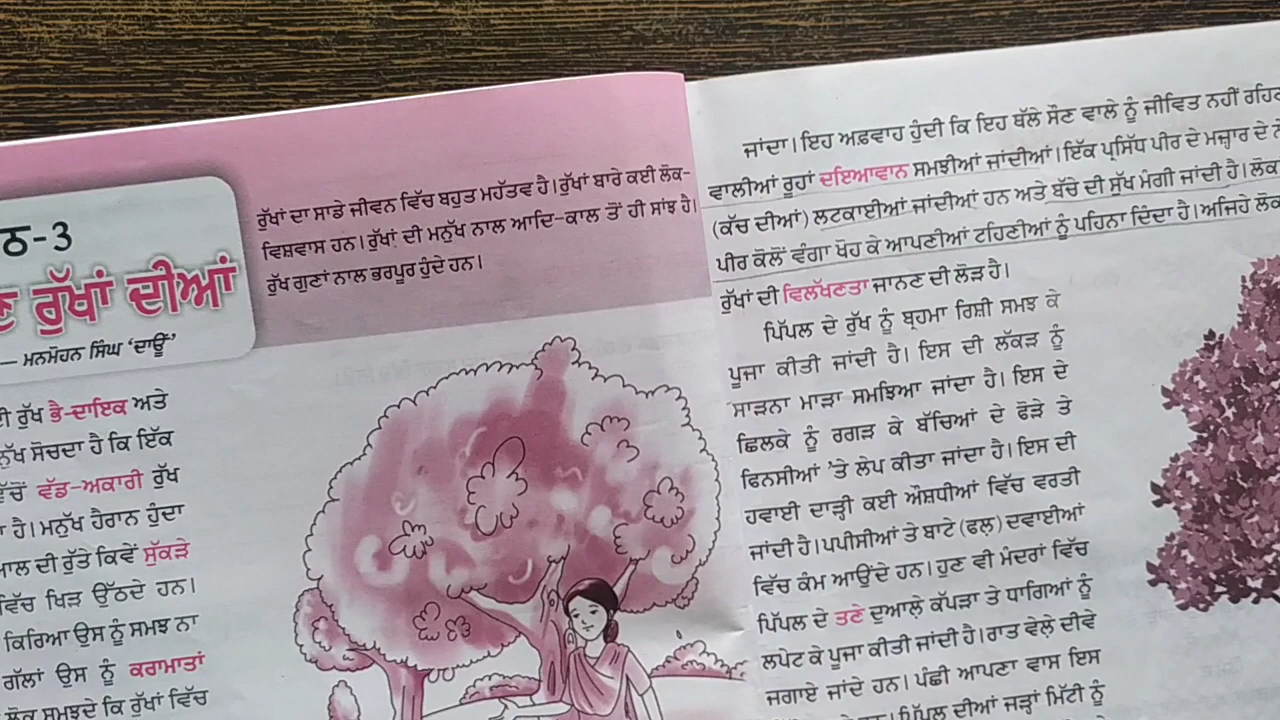 ਠ-3
ਰੁੱਖਾਂ ਦੀਆਂ
— ਮਨਮੋਹਨ ਸਿੰਘ ‘ਦਾਊਂ’
ਰੁੱਖਾਂ ਦਾ ਸਾਡੇ ਜੀਵਨ ਵਿੱਚ ਬਹੁਤ ਮਹੱਤਵ ਹੈ। ਰੁੱਖਾਂ ਬਾਰੇ ਕਈ ਲੋਕ-
ਵਿਸ਼ਵਾਸ ਹਨ। ਰੁੱਖਾਂ ਦੀ ਮਨੁੱਖ ਨਾਲ ਆਦਿ-ਕਾਲ ਤੋਂ ਹੀ ਸਾਂਝ ਹੈ।
ਰੁੱਖ ਗੁਣਾਂ ਨਾਲ ਭਰਪੂਰ ਹੁੰਦੇ ਹਨ।
ਰੁੱਖ ਭੈ-ਦਾਇਕ ਅਤੇ
ਸੋਚਦਾ ਹੈ ਕਿ ਇੱਕ
ਵੱਡ-ਅਕਾਰੀ ਰੁੱਖ
ਹੈ। ਮਨੁੱਖ ਹੈਰਾਨ ਹੁੰਦਾ
ਦੀ ਰੁੱਤੇ ਕਿਵੇਂ ਸੁੱਕੜੇ
ਵਿੱਚ ਖਿੜ ਉੱਠਦੇ ਹਨ।
ਕਿਰਿਆ ਉਸ ਨੂੰ ਸਮਝ ਨਾ
ਗੱਲਾਂ ਉਸ ਨੂੰ ਕਰਾਮਾਤਾਂ
ਲੋਕ ਸਮਝਦੇ ਕਿ ਰੁੱਖਾਂ ਵਿੱਚ
ਜਾਂਦਾ। ਇਹ ਅਫ਼ਵਾਹ ਹੁੰਦੀ ਕਿ ਇਹ ਥੱਲੇ ਸੌਣ ਵਾਲੇ ਨੂੰ ਜੀਵਿਤ ਨਹੀਂ
ਵਾਲੀਆਂ ਰੂਹਾਂ ਦਇਆਵਾਨ ਸਮਝੀਆਂ ਜਾਂਦੀਆਂ। ਇੱਕ ਪ੍ਰਸਿੱਧ ਪੀਰ ਦੇ ਮਜ਼ਾਰ ਦੇ
(ਕੱਚ ਦੀਆਂ) ਲਟਕਾਈਆਂ ਜਾਂਦੀਆਂ ਹਨ ਅਤੇ ਬੱਚੇ ਦੀ ਸੁੱਖ ਮੰਗੀ ਜਾਂਦੀ ਹੈ। ਲੋਕ
ਪੀਰ ਕੋਲੋਂ ਵੰਗਾ ਖੋਹ ਕੇ ਆਪਣੀਆਂ ਟਹਿਣੀਆਂ ਨੂੰ ਪਹਿਨਾ ਦਿੰਦਾ ਹੈ। ਅਜਿਹੇ ਲੋਕ
ਰੁੱਖਾਂ ਦੀ ਵਿਲੱਖਣਤਾ ਜਾਨਣ ਦੀ ਲੋੜ ਹੈ।
ਪਿੱਪਲ ਦੇ ਰੁੱਖ ਨੂੰ ਬ੍ਰਹਮਾ ਰਿਸ਼ੀ ਸਮਝ ਕੇ
ਪੂਜਾ ਕੀਤੀ ਜਾਂਦੀ ਹੈ। ਇਸ ਦੀ ਲੱਕੜ ਨੂੰ
ਸਾੜਨਾ ਮਾੜਾ ਸਮਝਿਆ ਜਾਂਦਾ ਹੈ। ਇਸ ਦੇ
ਛਿਲਕੇ ਨੂੰ ਰਗੜ ਕੇ ਬੱਚਿਆਂ ਦੇ ਫੋੜੇ ਤੇ
ਫਿਨਸੀਆਂ ’ਤੇ ਲੇਪ ਕੀਤਾ ਜਾਂਦਾ ਹੈ। ਇਸ ਦੀ
ਹਵਾਈ ਦਾੜ੍ਹੀ ਕਈ ਔਸ਼ਧੀਆਂ ਵਿੱਚ ਵਰਤੀ
ਜਾਂਦੀ ਹੈ। ਪਪੀਸੀਆਂ ਤੇ ਬਾਟੇ (ਫਲ਼) ਦਵਾਈਆਂ
ਵਿੱਚ ਕੰਮ ਆਉਂਦੇ ਹਨ। ਹੁਣ ਵੀ ਮੰਦਰਾਂ ਵਿੱਚ
ਪਿੱਪਲ ਦੇ ਤਣੇ ਦੁਆਲੇ ਕੱਪੜਾ ਤੇ ਧਾਗਿਆਂ ਨੂੰ
ਲਪੇਟ ਕੇ ਪੂਜਾ ਕੀਤੀ ਜਾਂਦੀ ਹੈ। ਰਾਤ ਵੇਲੇ ਦੀਵੇ
ਜਗਾਏ ਜਾਂਦੇ ਹਨ। ਪੰਛੀ ਆਪਣਾ ਵਾਸ ਇਸ
ਪਿੱਪਲ ਦੀਆਂ ਜੜ੍ਹਾਂ ਮਿੱਟੀ ਨੂੰ